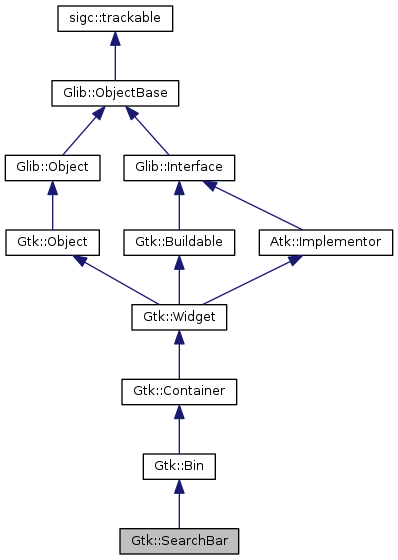 sigc::trackable
Glib::ObjectBase
Glib::Object
Glib::Interface
Gtk::Object
Gtk::Buildable
Atk::Implementor
Gtk::Widget
Gtk::Container
Gtk::Bin
Gtk::SearchBar